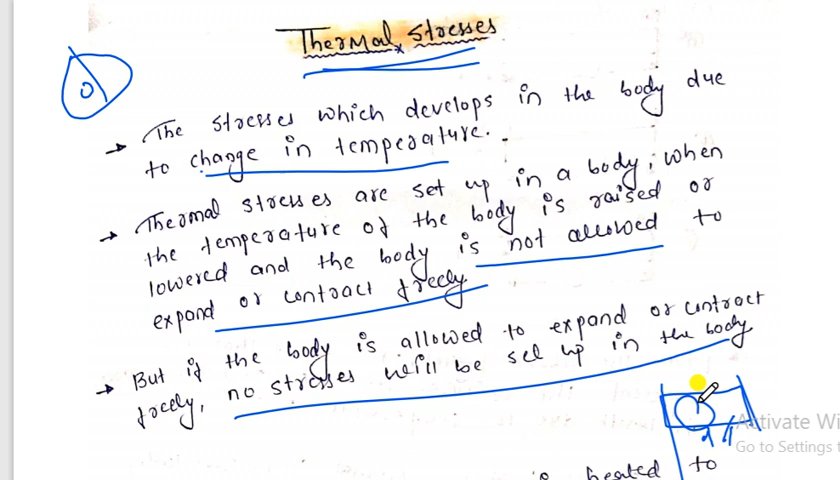 Thermal Stresses
→ The stresses which develops in the body due
to change in temperature.
→ Thermal stresses are set up in a body, when
the temperature of the body is raised or
lowered and the body is not allowed to
expand or contract freely
→ But if the body is allowed to expand or contract
freely, no stresses will be set up in the body
Activate Wi
Go to Settings t
is heated to